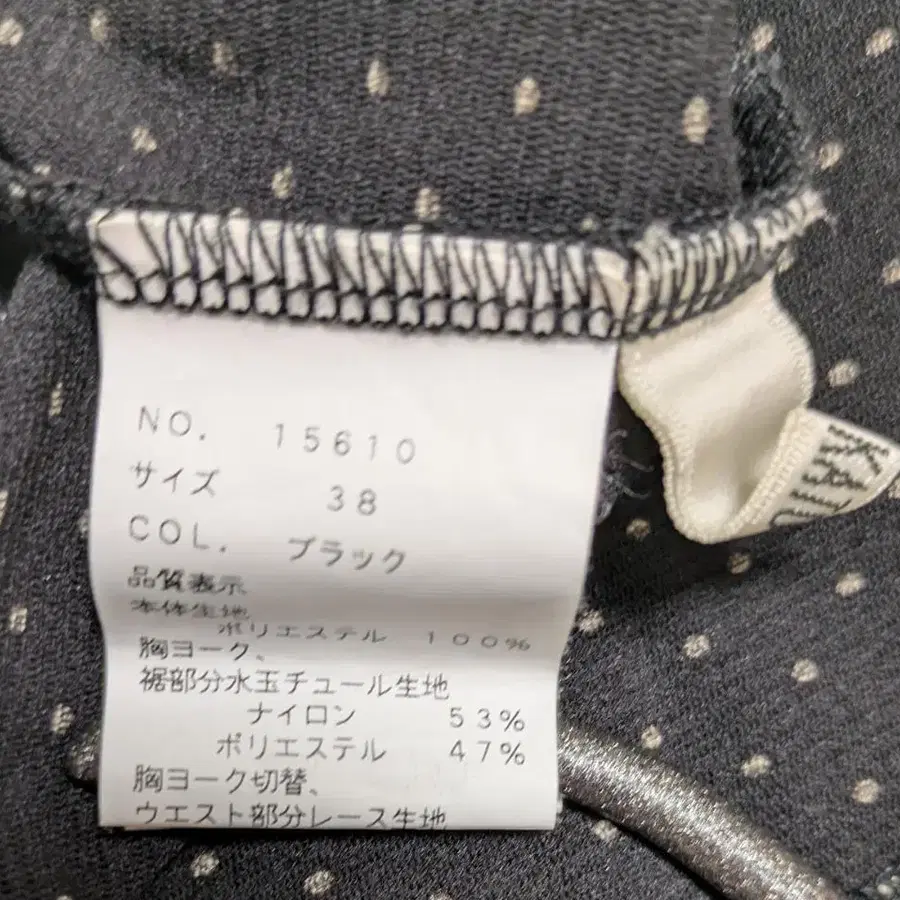 NO. 15610
サイズ 38
COL. ブラック
品質表示
本体生地
ポリエステル 100%
胸ヨーク、
裾部分水玉チュール生地
ナイロン 53%
ポリエステル 47%
胸ヨーク切替、
ウエスト部分レース生地